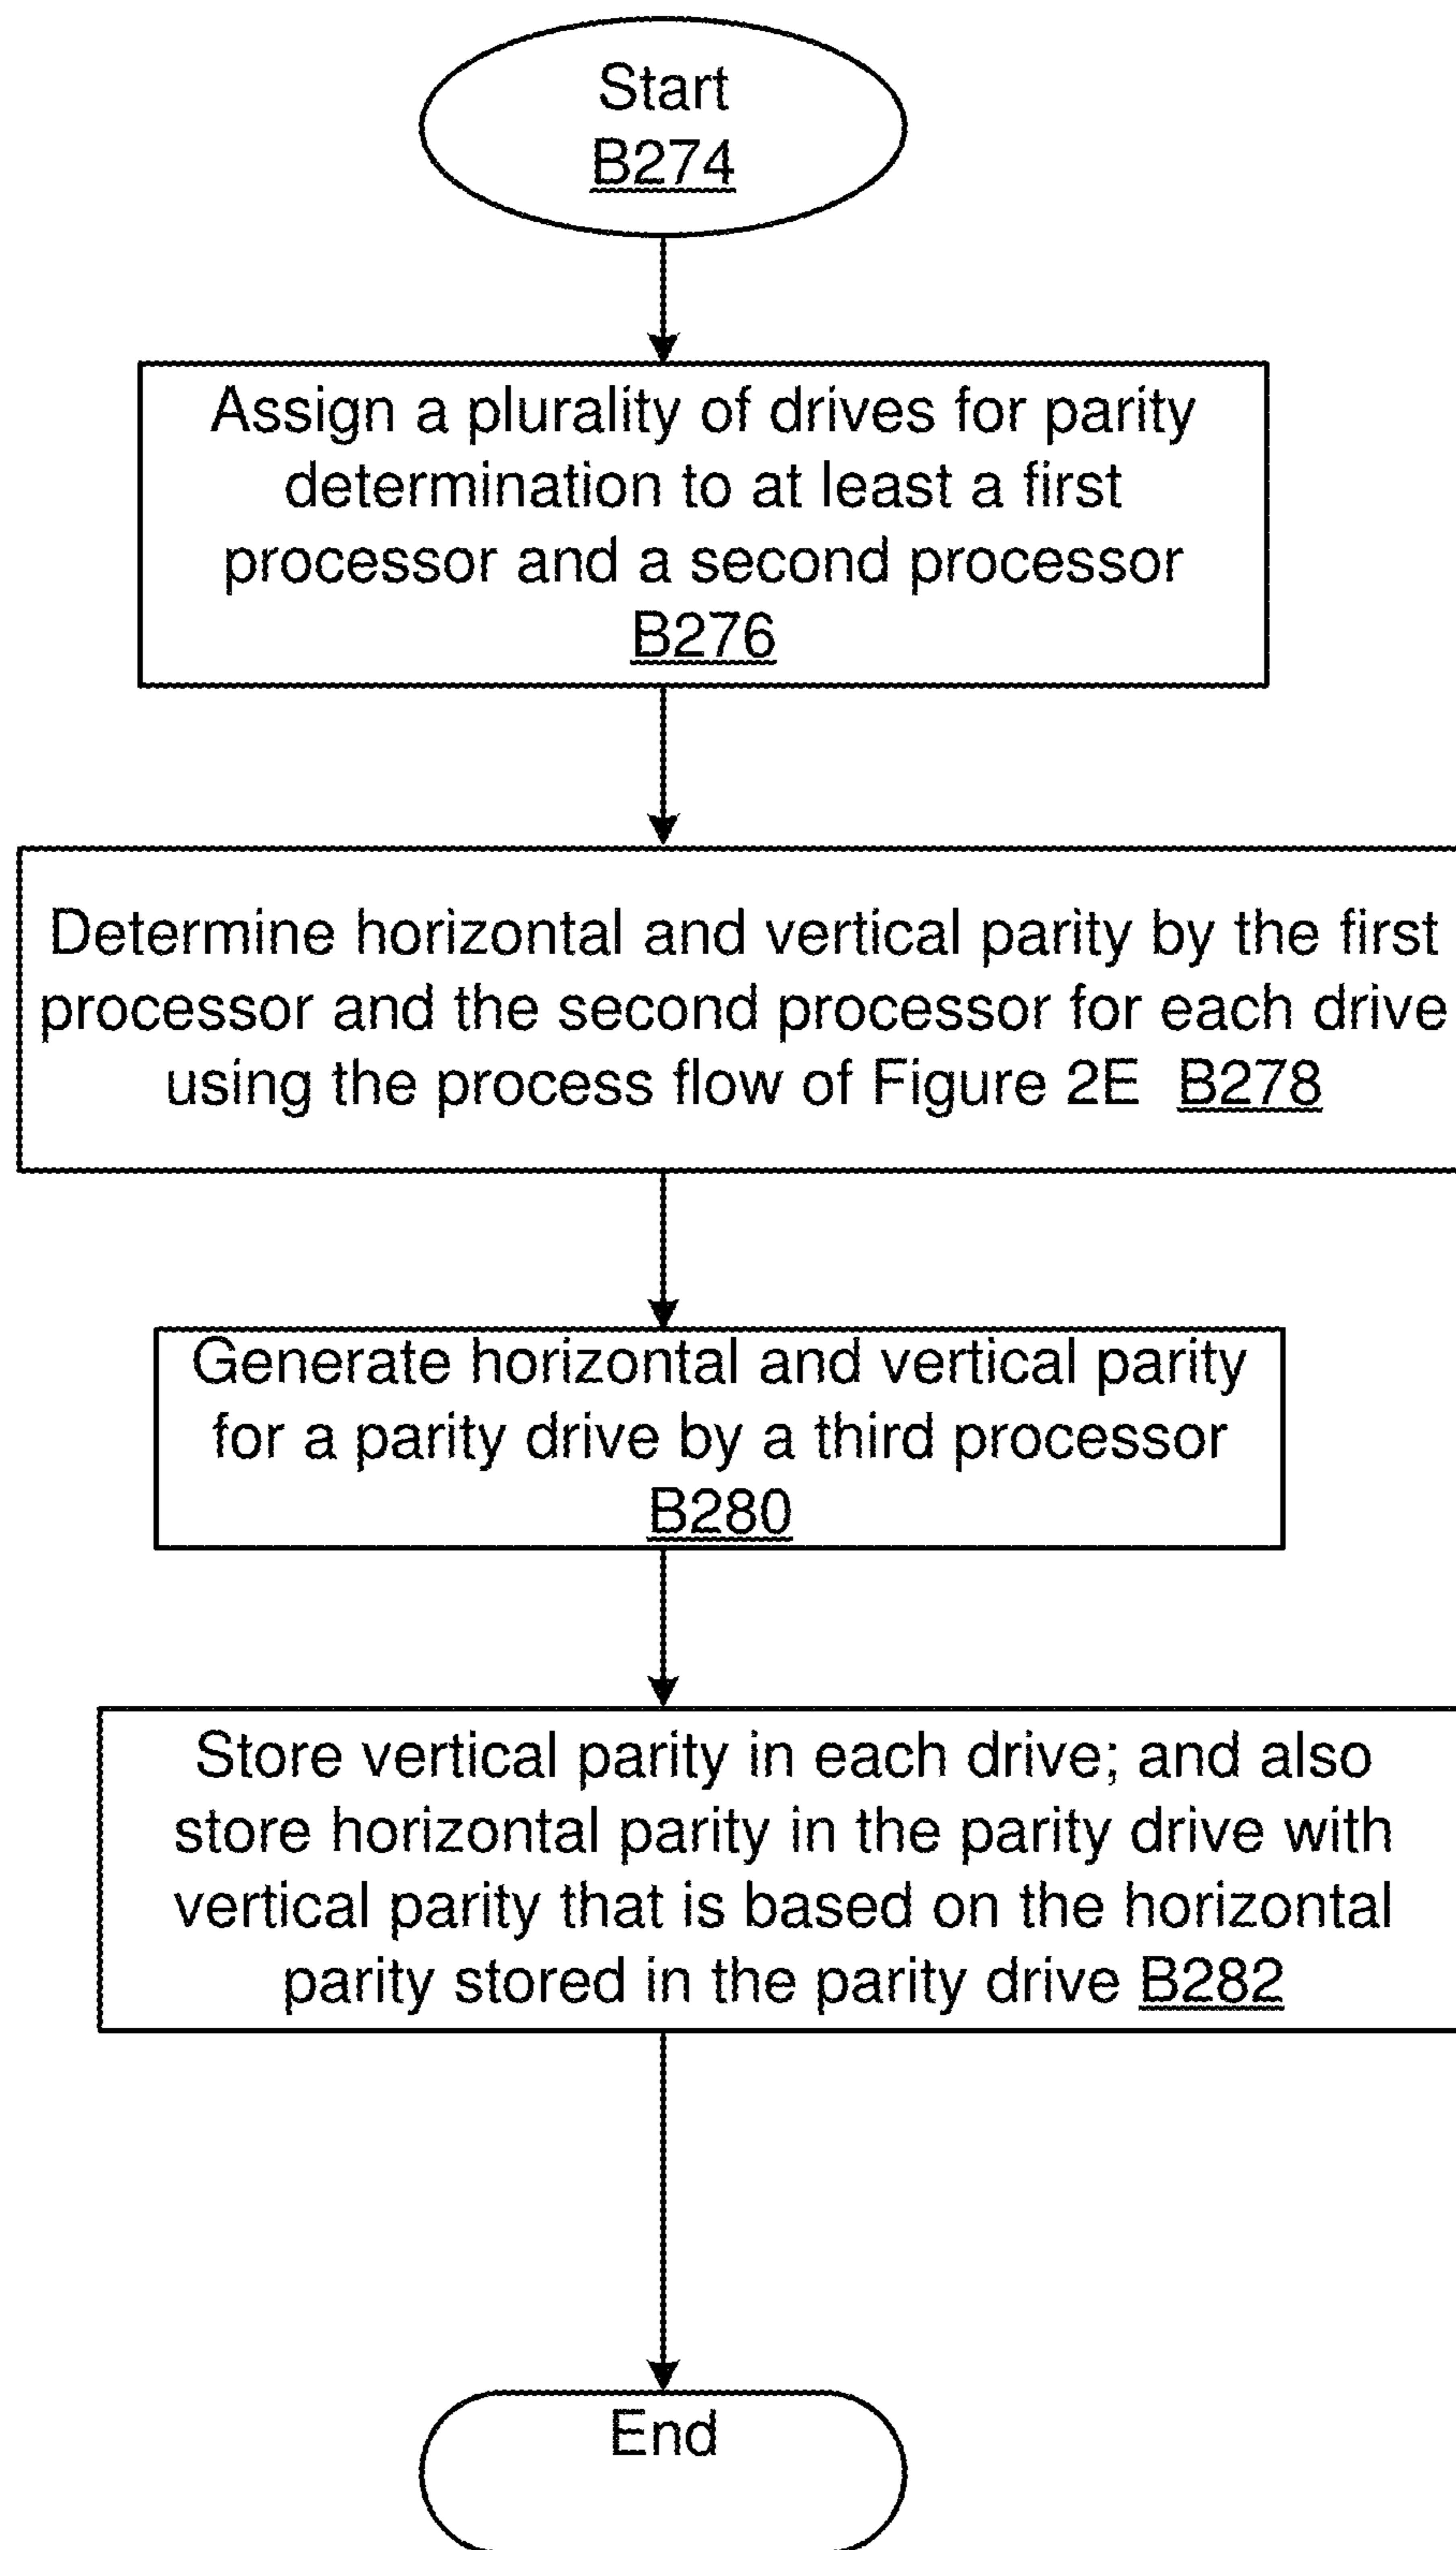 Start
B274
Assign a plurality of drives for parity
determination to at least a first
processor and a second processor
B276
Determine horizontal and vertical parity by the first
processor and the second processor for each drive
using the process flow of Figure 2E B278
Generate horizontal and vertical parity
for a parity drive by a third processor
B280
Store vertical parity in each drive; and also
store horizontal parity in the parity drive with
vertical parity that is based on the horizontal
parity stored in the parity drive B282
End